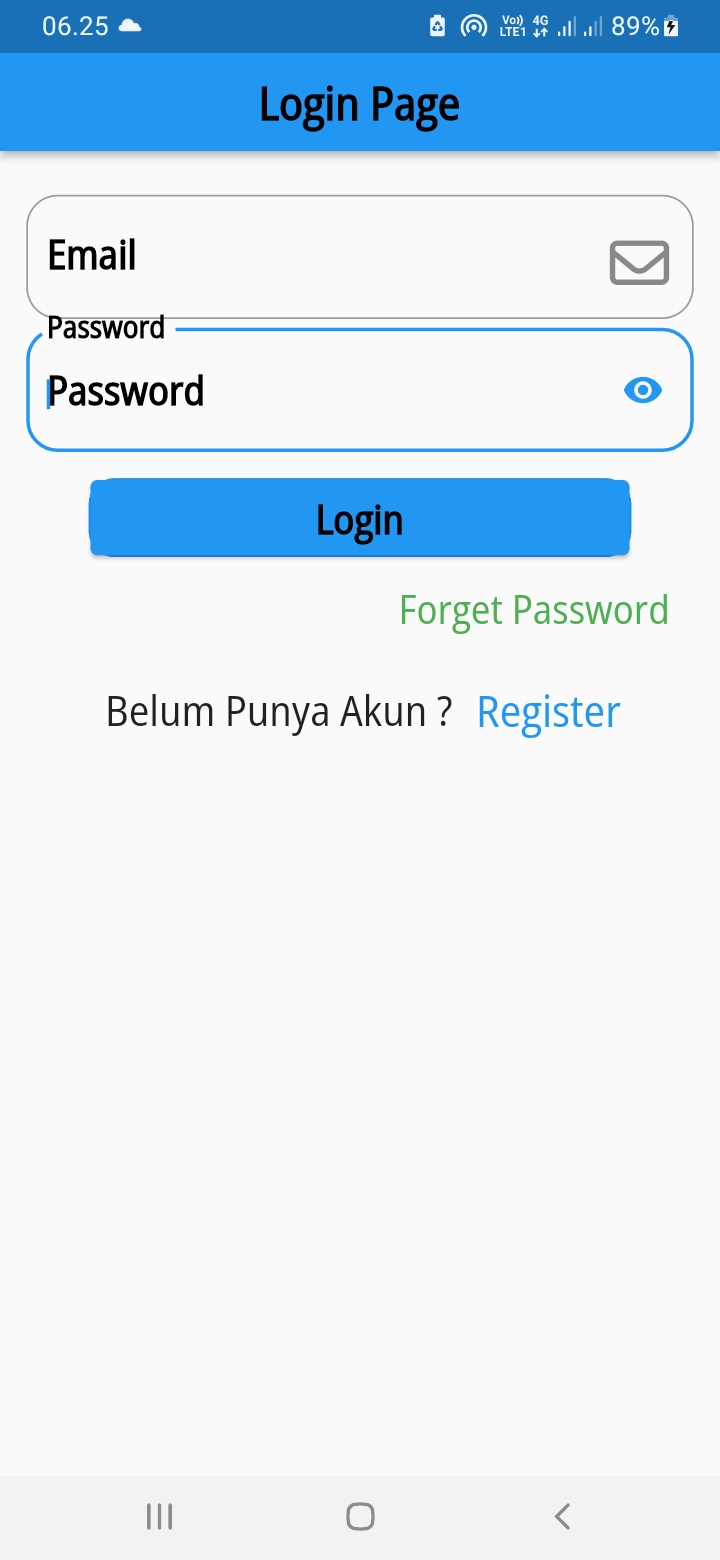 06.25 Vo)) LTE1 4G 89%
Login Page
Email
Password
Password
Login
Forget Password
Belum Punya Akun ? Register